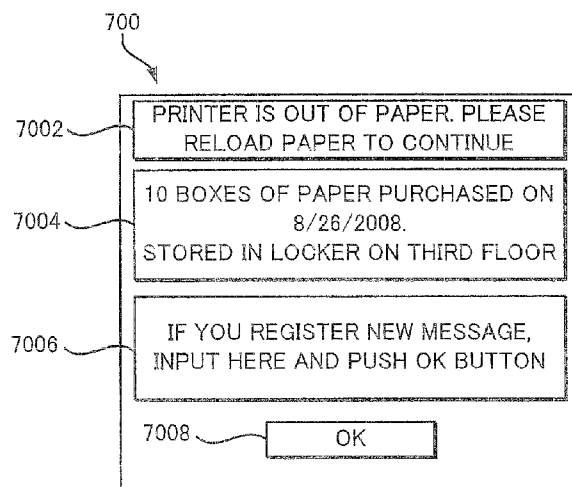 700
7002
PRINTER IS OUT OF PAPER. PLEASE
RELOAD PAPER TO CONTINUE
7004
10 BOXES OF PAPER PURCHASED ON
8/26/2008.
STORED IN LOCKER ON THIRD FLOOR
7006
IF YOU REGISTER NEW MESSAGE,
INPUT HERE AND PUSH OK BUTTON
7008
OK